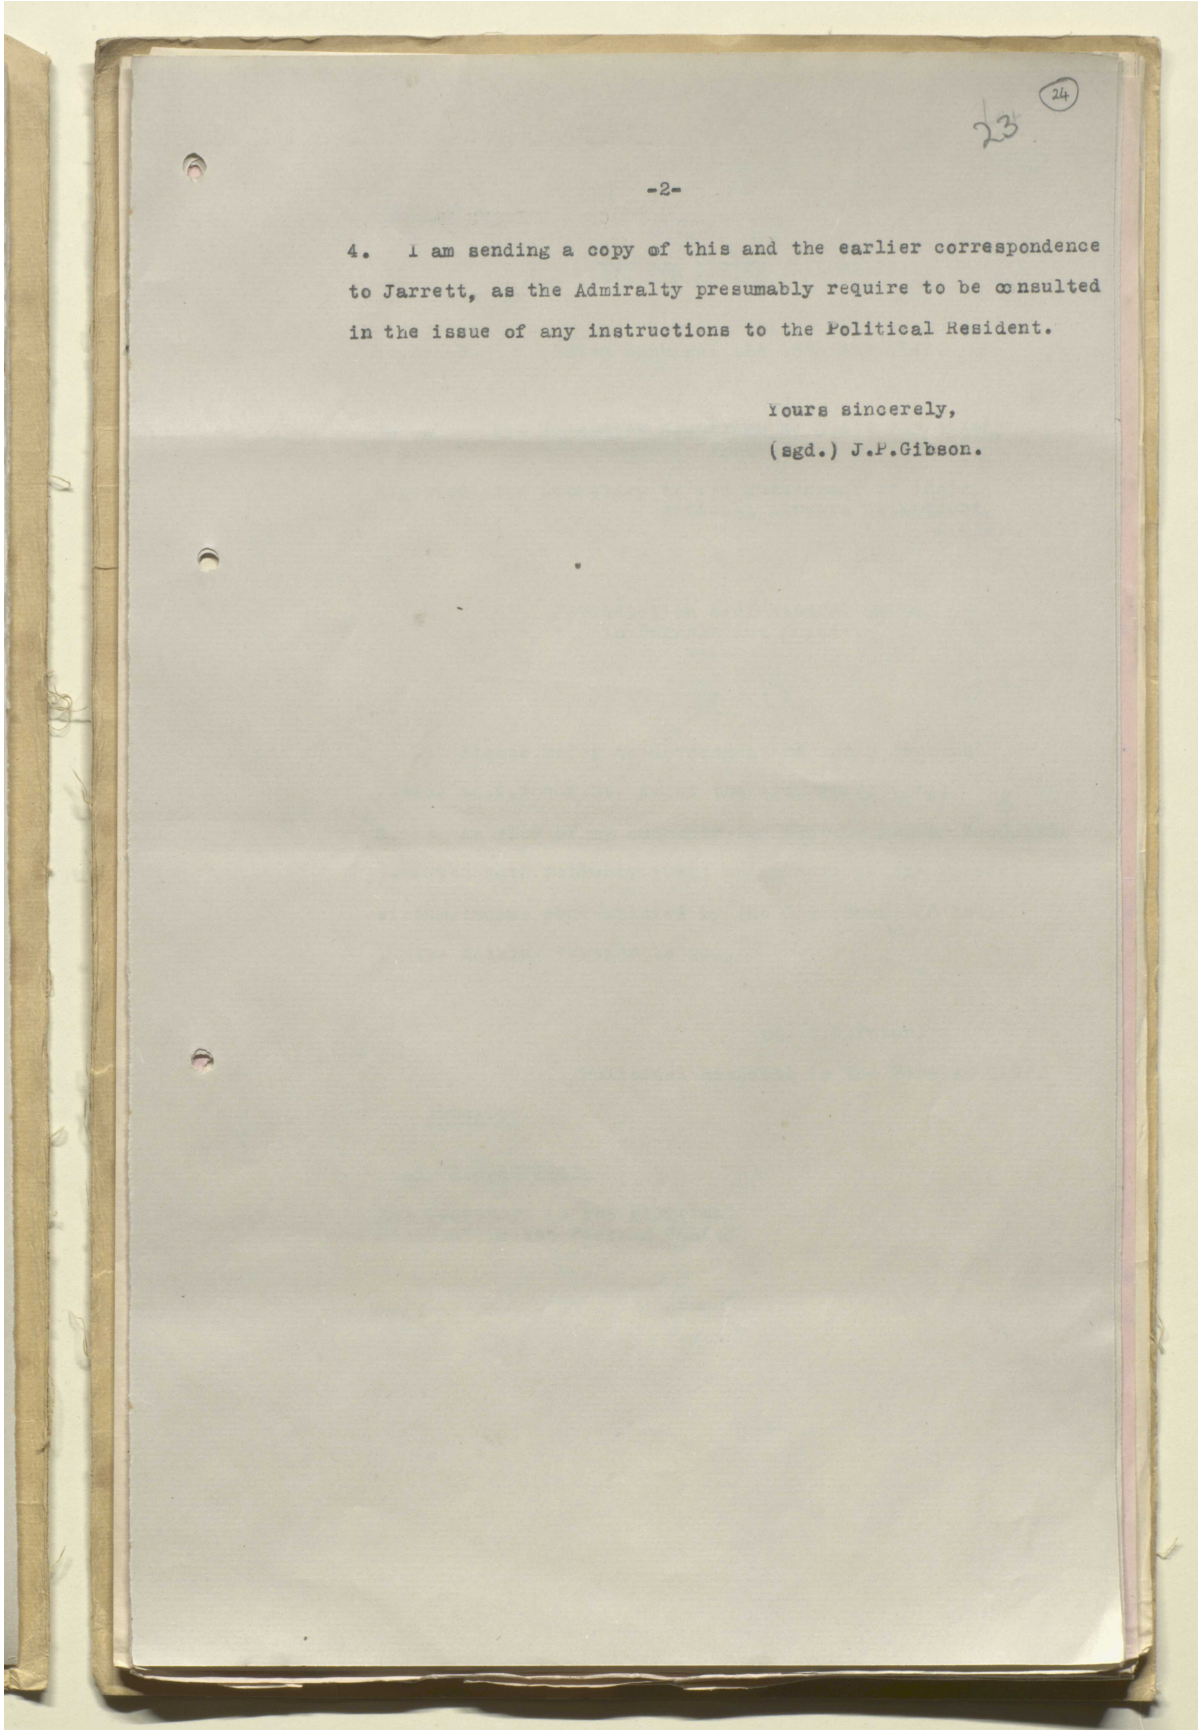 24
23
-2-
4. I am sending a copy of this and the earlier correspondence
to Jarrett, as the Admiralty presumably require to be consulted
in the issue of any instructions to the Political Resident.
Yours sincerely,
(sgd.) J.P.Gibson.